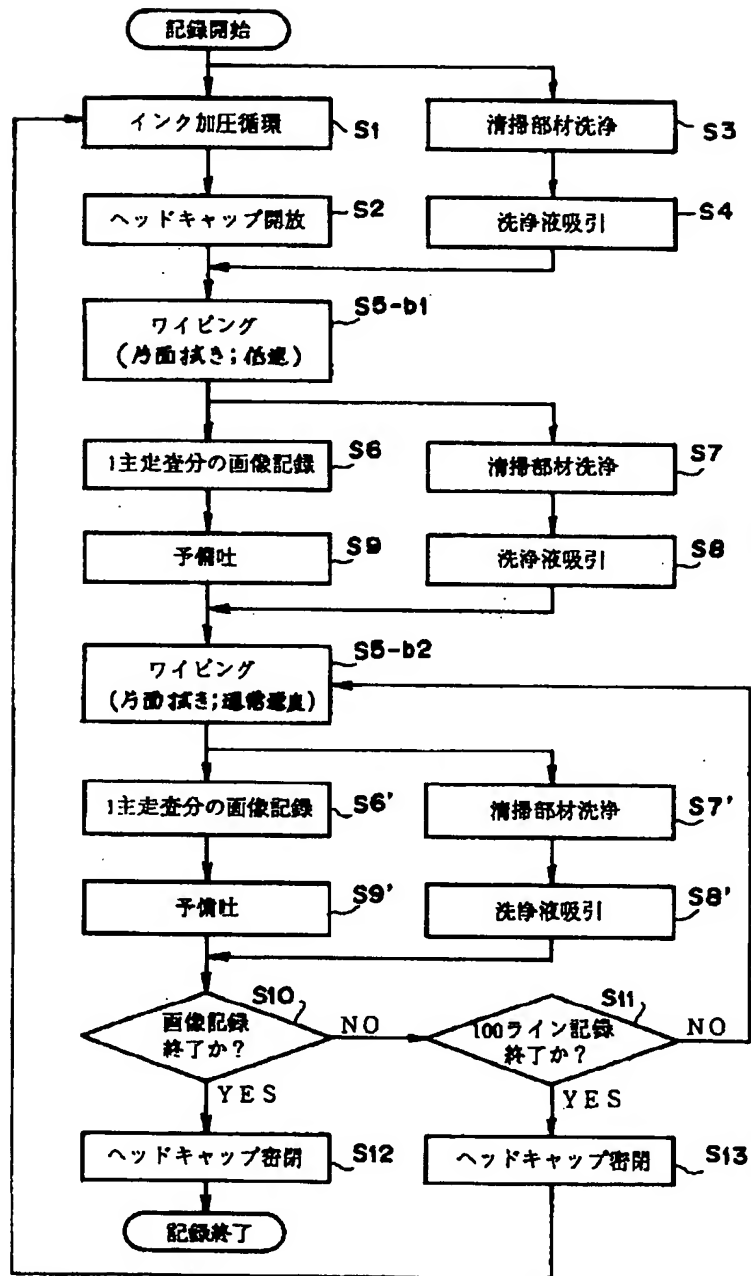 記録開始
インク加圧循環
S1
清掃部材洗浄
S3
ヘッドキャップ開放
S2
洗浄液吸引
S4
ワイピング
(片面拭き;低速)
S5-b1
1主走査分の画像記録
S6
清掃部材洗浄
S7
予備吐
S9
洗浄液吸引
S8
ワイピング
(片面拭き;通常速度)
S5-b2
1主走査分の画像記録
S6'
清掃部材洗浄
S7'
予備吐
S9'
洗浄液吸引
S8'
画像記録
終了か?
S10
NO
100ライン記録
終了か?
S11
NO
YES
YES
ヘッドキャップ密閉
S12
ヘッドキャップ密閉
S13
記録終了